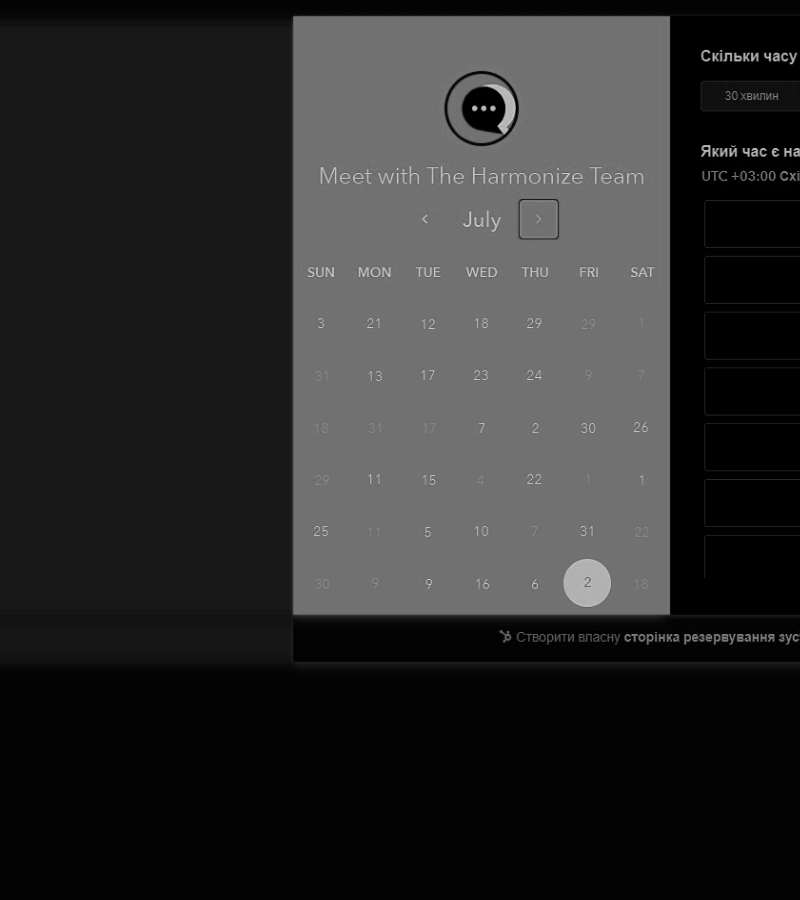 Meet with The Harmonize Team
July
SUN MON TUE WED THU FRI SAT
3 21 12 18 29 29 1
31 13 17 23 24 9 7
18 31 17 7 2 30 26
29 11 15 4 22 1 1
25 11 5 10 7 31 22
30 9 9 16 6 2 18
Скільки часу
30 хвилин
Який час є на
UTC +03:00 Схі
Створити власну сторінка резервування зус